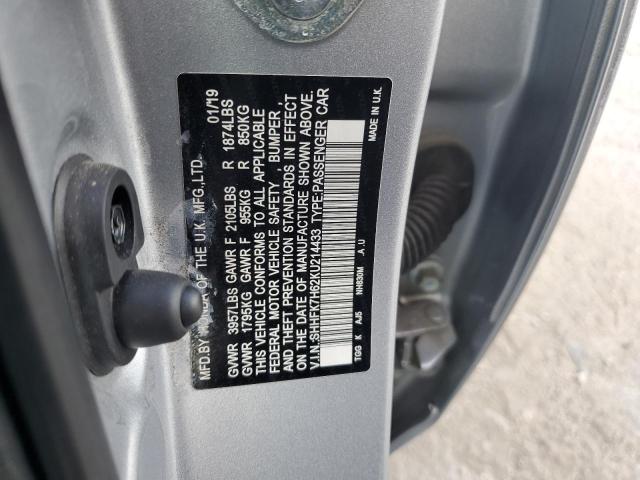 MFD.BY HONDA OF THE U.K. MFG.,LTD. 01/19
GVWR 3957LBS GAWR F 2105LBS R 1874LBS
GVWR 1795KG GAWR F 955KG R 850KG
THIS VEHICLE CONFORMS TO ALL APPLICABLE
FEDERAL MOTOR VEHICLE SAFETY, BUMPER,
AND THEFT PREVENTION STANDARDS IN EFFECT
ON THE DATE OF MANUFACTURE SHOWN ABOVE.
V.I.N.:SHHFK7H62KU214433 TYPE:PASSENGER CAR
TGG K AJ5 NH830M .A.U MADE IN U.K.